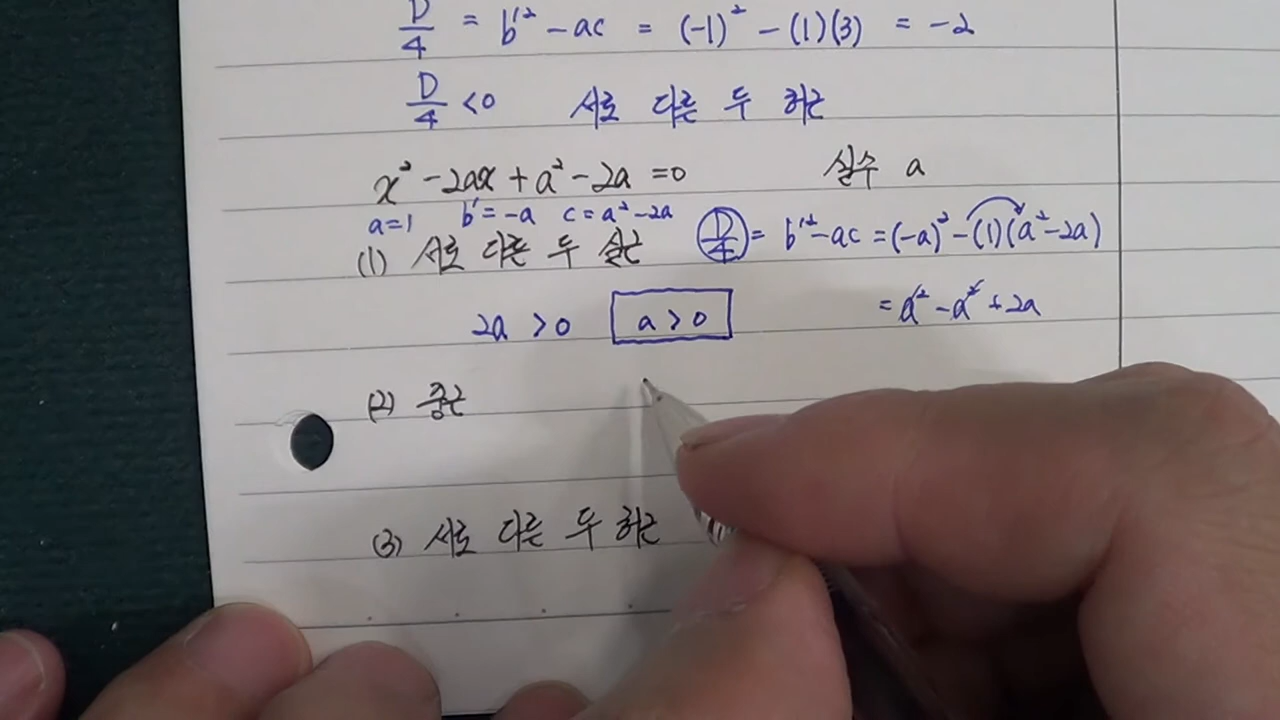 D/4 = b'² - ac = (-1)² - (1)(3) = -2
D/4 < 0 서로 다른 두 허근
x² - 2ax + a² - 2a = 0 실수 a
a=1 b'=-a c=a²-2a
(1) 서로 다른 두 실근 D/4 = b'²-ac = (-a)² - (1)(a²-2a)
= a² - a² + 2a
2a > 0 a > 0
(2) 중근
(3) 서로 다른 두 허근